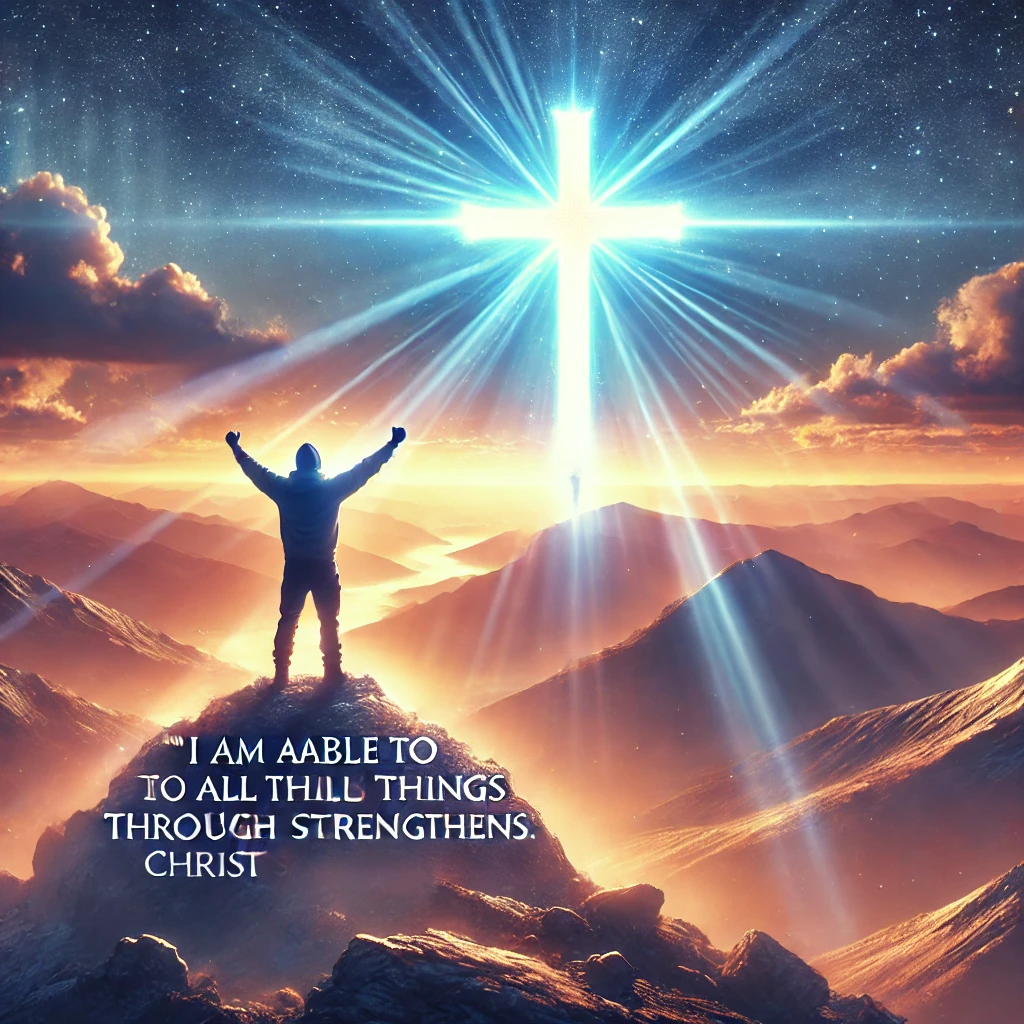 "I AM AABLE TO
TO ALL THILL THINGS
THROUGH STRENGTHENS.
CHRIST